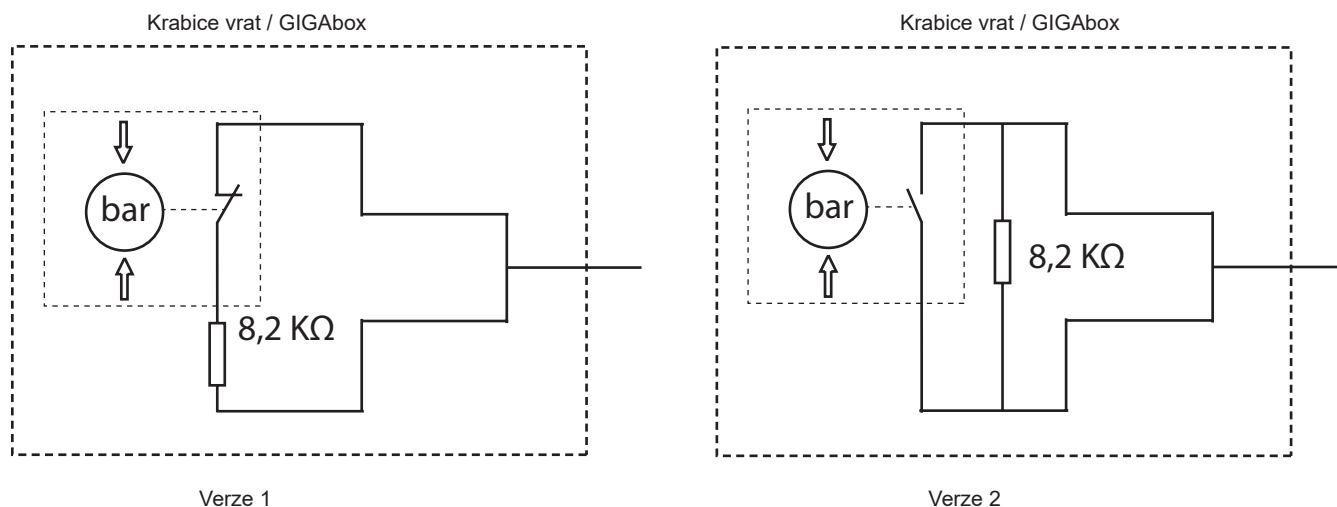 Krabice vrat / GIGAbox
bar
8,2 KΩ
Verze 1
Krabice vrat / GIGAbox
bar
8,2 KΩ
Verze 2